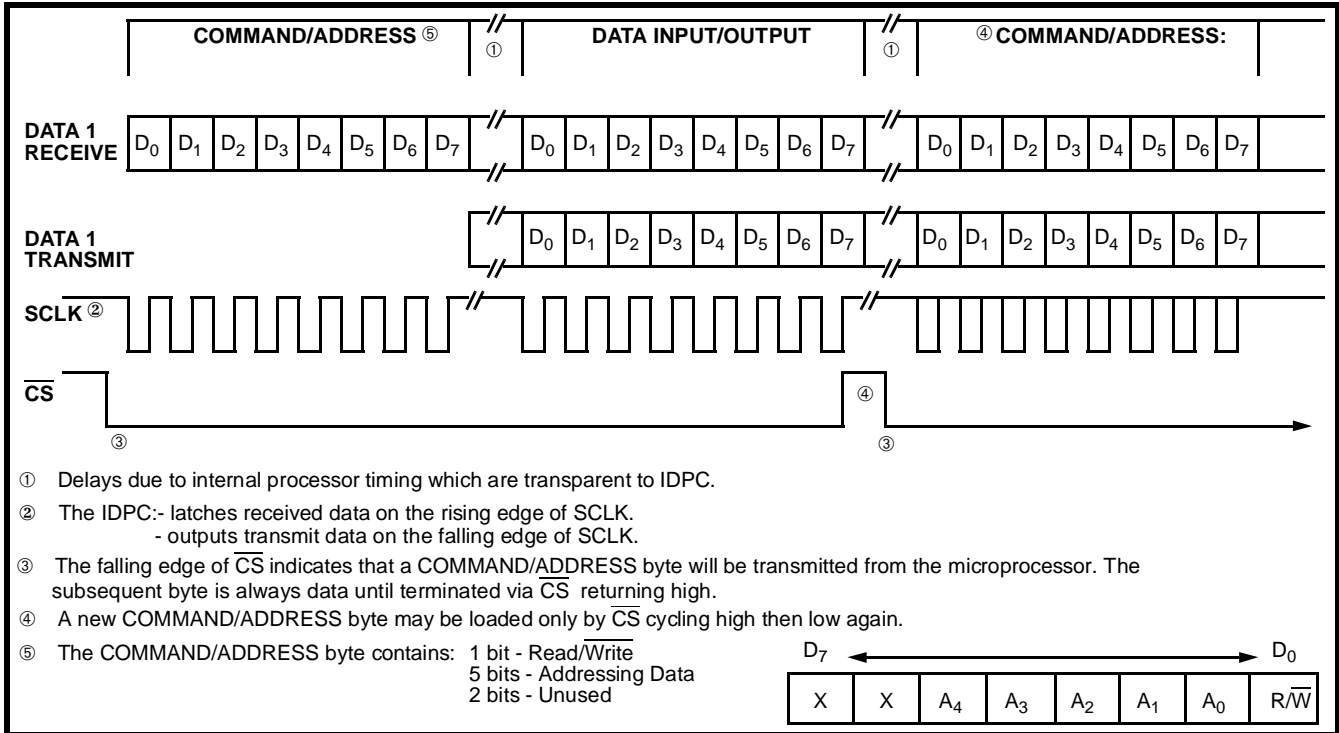 COMMAND/ADDRESS ⑤ DATA INPUT/OUTPUT ④ COMMAND/ADDRESS:
① ①
DATA 1
RECEIVE D0 D1 D2 D3 D4 D5 D6 D7 D0 D1 D2 D3 D4 D5 D6 D7 D0 D1 D2 D3 D4 D5 D6 D7
DATA 1
TRANSMIT D0 D1 D2 D3 D4 D5 D6 D7 D0 D1 D2 D3 D4 D5 D6 D7
SCLK ②
C̅S̅ ④
③ ③
① Delays due to internal processor timing which are transparent to IDPC.
② The IDPC:- latches received data on the rising edge of SCLK.
- outputs transmit data on the falling edge of SCLK.
③ The falling edge of C̅S̅ indicates that a COMMAND/ADDRESS byte will be transmitted from the microprocessor. The
subsequent byte is always data until terminated via C̅S̅ returning high.
④ A new COMMAND/ADDRESS byte may be loaded only by C̅S̅ cycling high then low again.
⑤ The COMMAND/ADDRESS byte contains: 1 bit - Read/W̅r̅i̅t̅e̅
5 bits - Addressing Data
2 bits - Unused
D7 D0
X X A4 A3 A2 A1 A0 R/W̅